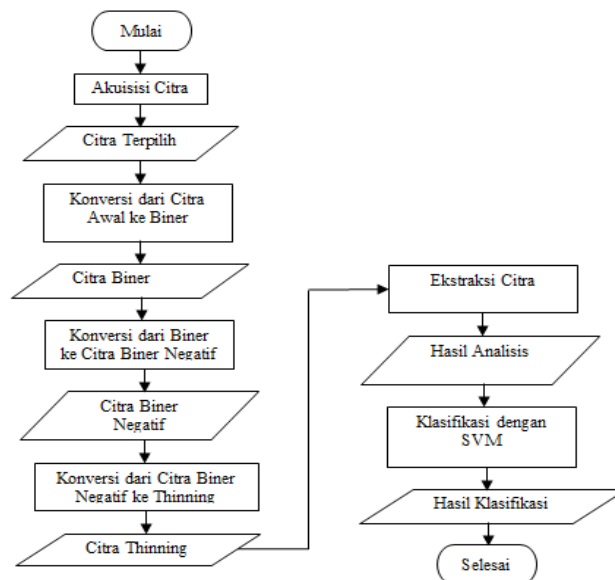 Mulai
Akuisisi Citra
Citra Terpilih
Konversi dari Citra
Awal ke Biner
Citra Biner
Konversi dari Biner
ke Citra Biner Negatif
Citra Biner
Negatif
Konversi dari Citra Biner
Negatif ke Thinning
Citra Thinning
Ekstraksi Citra
Hasil Analisis
Klasifikasi dengan
SVM
Hasil Klasifikasi
Selesai